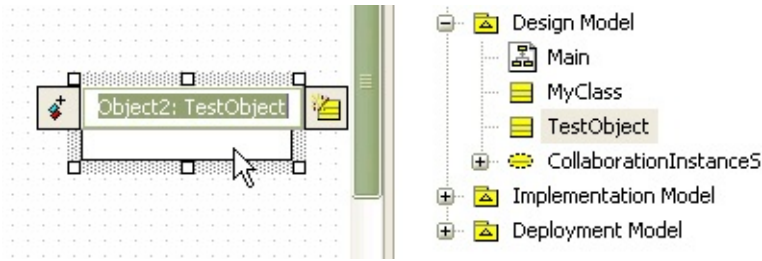 Object2: TestObject
Design Model
Main
MyClass
TestObject
CollaborationInstanceS
Implementation Model
Deployment Model